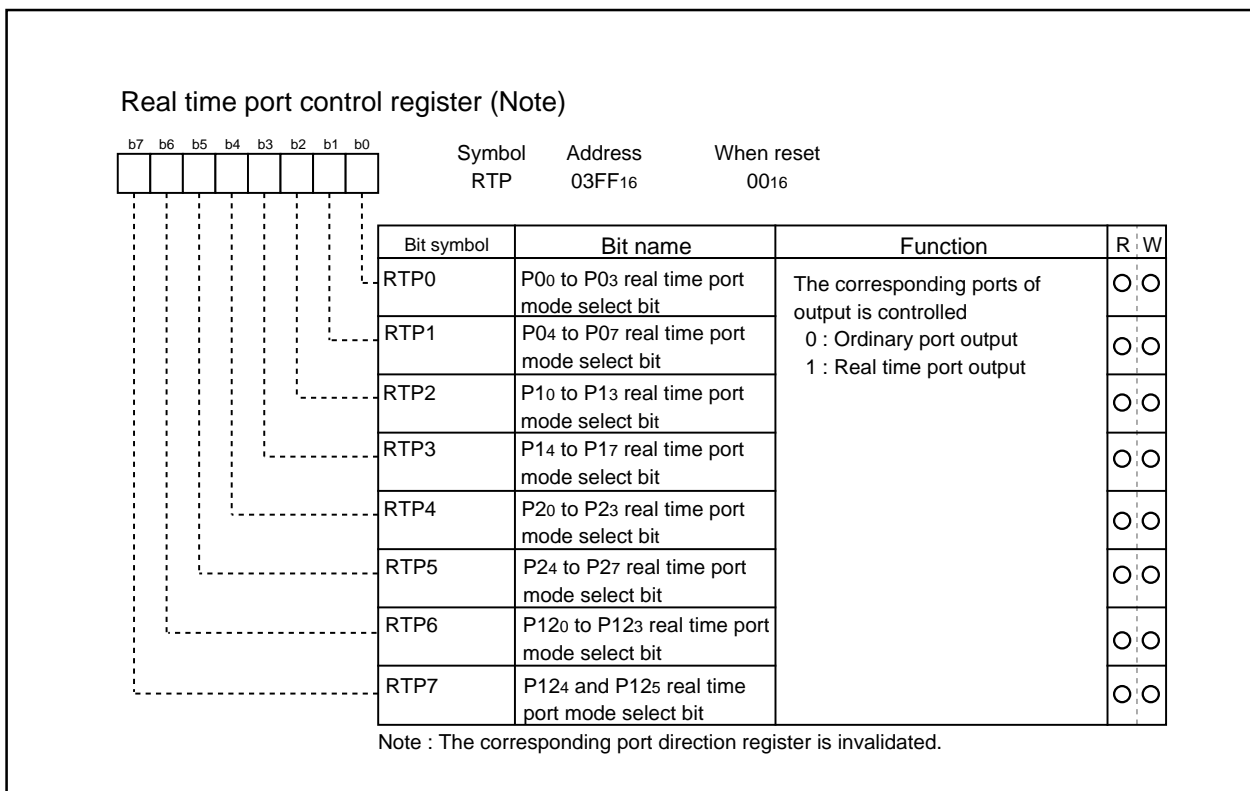 Real time port control register (Note)
b7 b6 b5 b4 b3 b2 b1 b0
Symbol Address When reset
RTP 03FF16 0016
Bit symbol Bit name Function R W
RTP0 P00 to P03 real time port
mode select bit
The corresponding ports of
output is controlled
0 : Ordinary port output
1 : Real time port output
RTP1 P04 to P07 real time port
mode select bit
RTP2 P10 to P13 real time port
mode select bit
RTP3 P14 to P17 real time port
mode select bit
RTP4 P20 to P23 real time port
mode select bit
RTP5 P24 to P27 real time port
mode select bit
RTP6 P120 to P123 real time port
mode select bit
RTP7 P124 and P125 real time
port mode select bit
Note : The corresponding port direction register is invalidated.